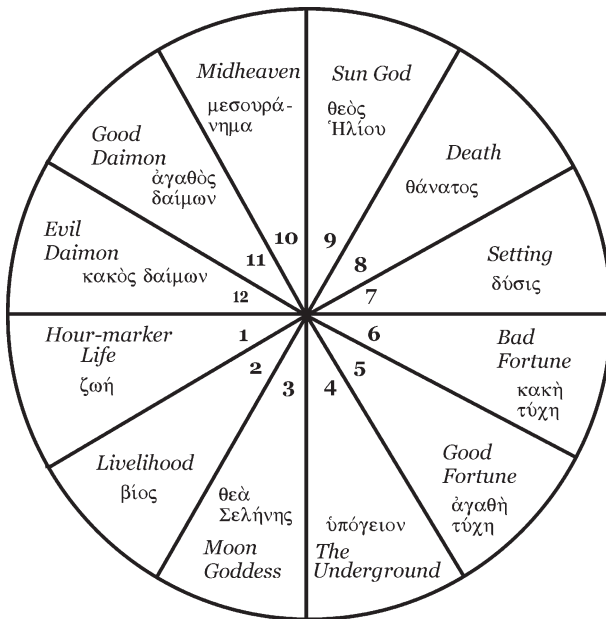 Midheaven
μεσουρά-
νημα
10
Sun God
θεὸς
Ἡλίου
9
Good
Daimon
ἀγαθὸς
δαίμων
11
Death
θάνατος
8
Evil
Daimon
κακὸς δαίμων
12
Setting
δύσις
7
Hour-marker
Life
ζωή
1
6
Bad
Fortune
κακὴ
τύχη
2
Livelihood
βίος
5
Good
Fortune
ἀγαθὴ
τύχη
3
θεὰ
Σελήνης
Moon
Goddess
4
ὑπόγειον
The
Underground